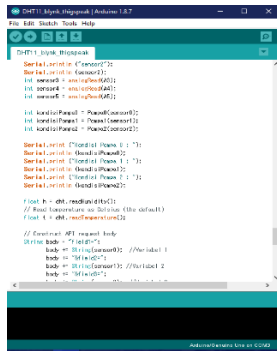 DHT11_blynk_thigspeak | Arduino 1.8.7
File Edit Sketch Tools Help
DHT11_blynk_thigspeak
Serial.println ("sensor2");
Serial.println (sensor2);
int sensor3 = analogRead(A3);
int sensor4 = analogRead(A4);
int sensor5 = analogRead(A5);
int kondisiPompa0 = Pompa0(sensor0);
int kondisiPompa1 = Pompa1(sensor1);
int kondisiPompa2 = Pompa2(sensor2);
Serial.print ("Kondisi Pompa 0 : ");
Serial.println (kondisiPompa0);
Serial.print ("Kondisi Pompa 1 : ");
Serial.println (kondisiPompa1);
Serial.print ("Kondisi Pompa 2 : ");
Serial.println (kondisiPompa2);
float h = dht.readHumidity();
// Read temperature as Celsius (the default)
float t = dht.readTemperature();
// Construct API request body
String body = "field1=";
body += String(sensor0); //Variabel 1
body += "&field2=";
body += String(sensor1); //Variabel 2
body += "&field3=";
Arduino/Genuino Uno on COM3